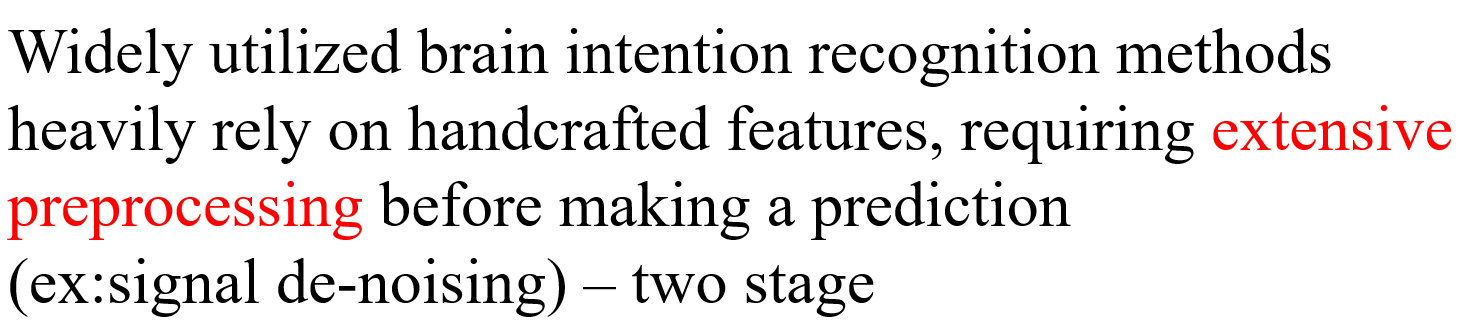 Widely utilized brain intention recognition methods
heavily rely on handcrafted features, requiring extensive
preprocessing before making a prediction
(ex:signal de-noising) – two stage